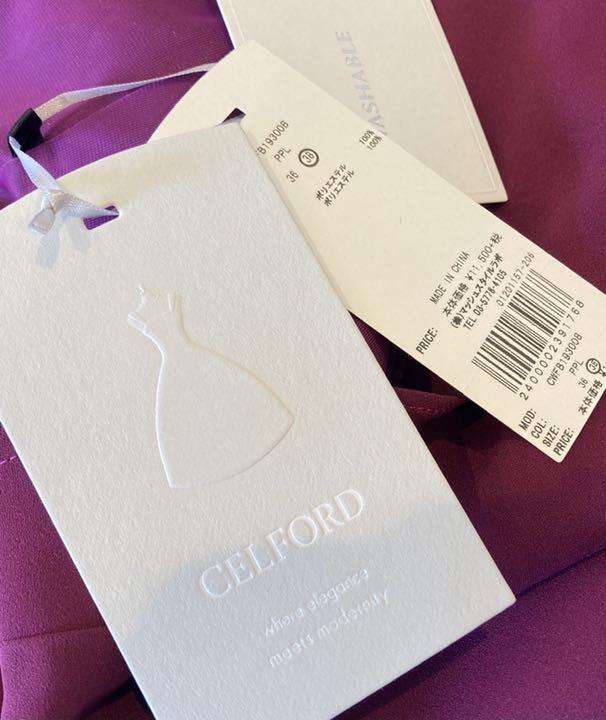 WASHABLE
CWFB193008
PPL
36 38
ポリエステル 100%
ポリエステル 100%
MADE IN CHINA
PRICE: 本体価格 ¥11,500+税
(株)マッシュスタイルラボ
TEL 03-5778-4105
01201157-206
2400002391768
MOD: CWFB193008
COL: PPL
SIZE: 36 38
PRICE: 本体価格
CELFORD
where elegance
meets modernity